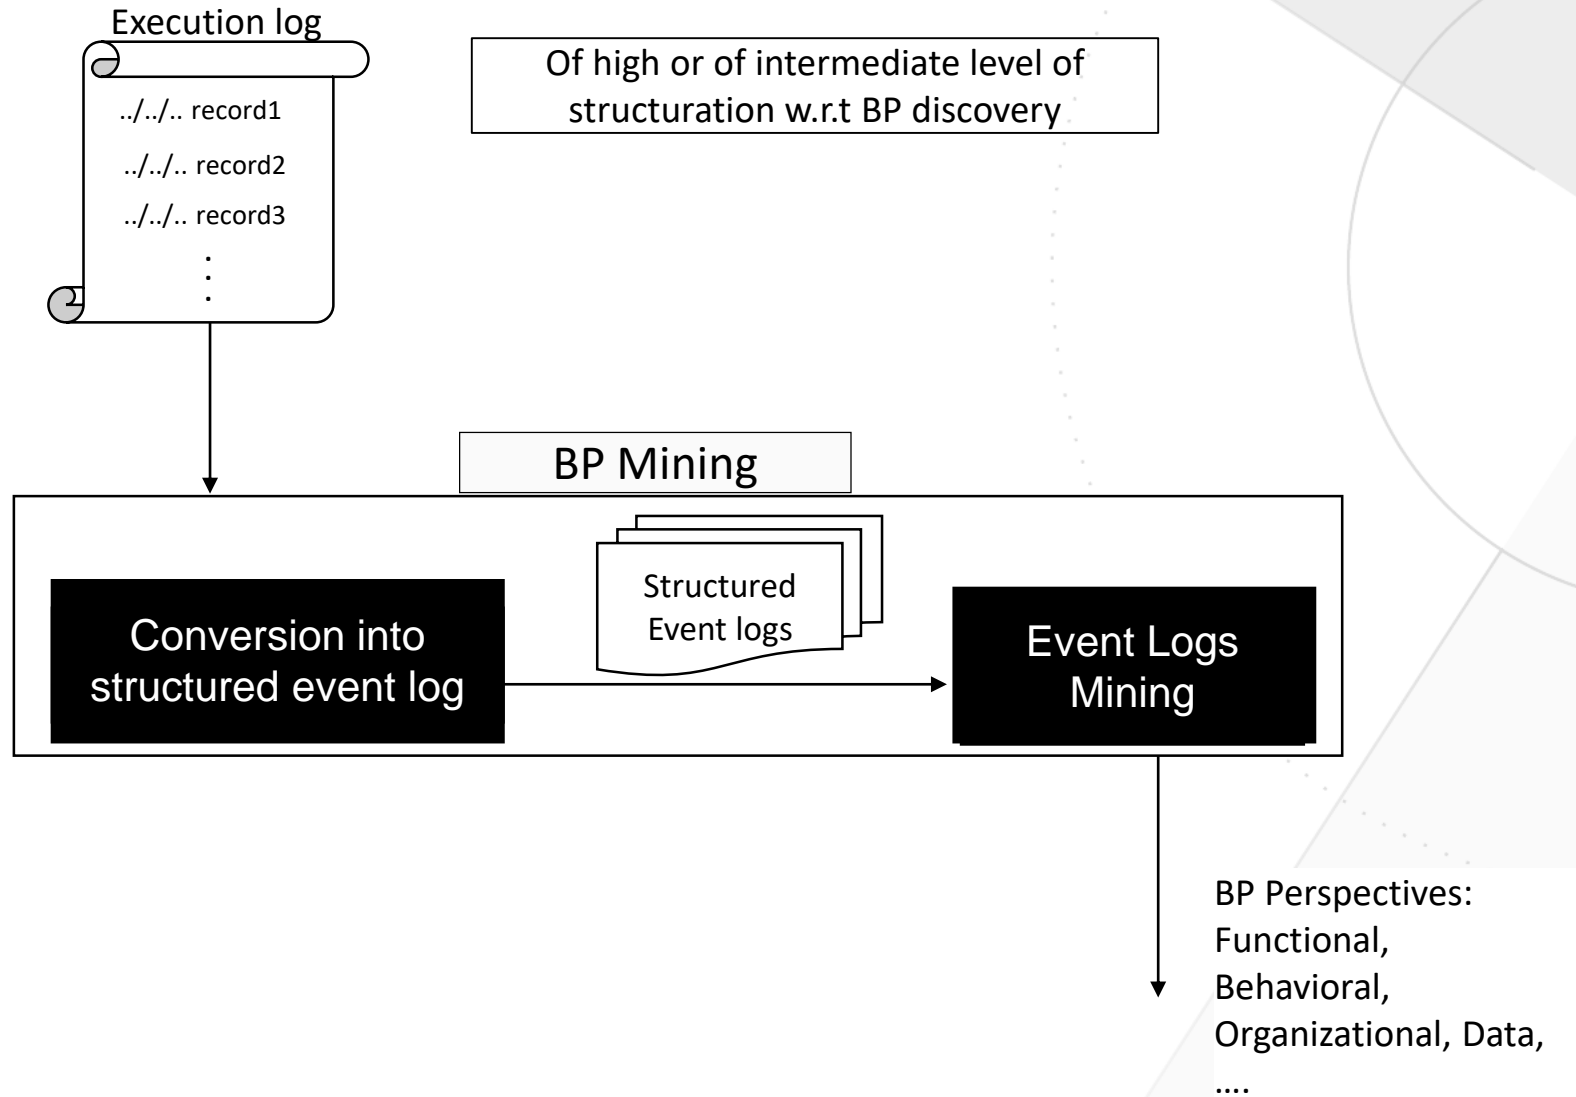 Execution log
Of high or of intermediate level of
structuration w.r.t BP discovery
../../.. record1
../../.. record2
../../.. record3
.
.
.
BP Mining
Structured
Event logs
Conversion into
structured event log
Event Logs
Mining
BP Perspectives:
Functional,
Behavioral,
Organizational, Data,
….